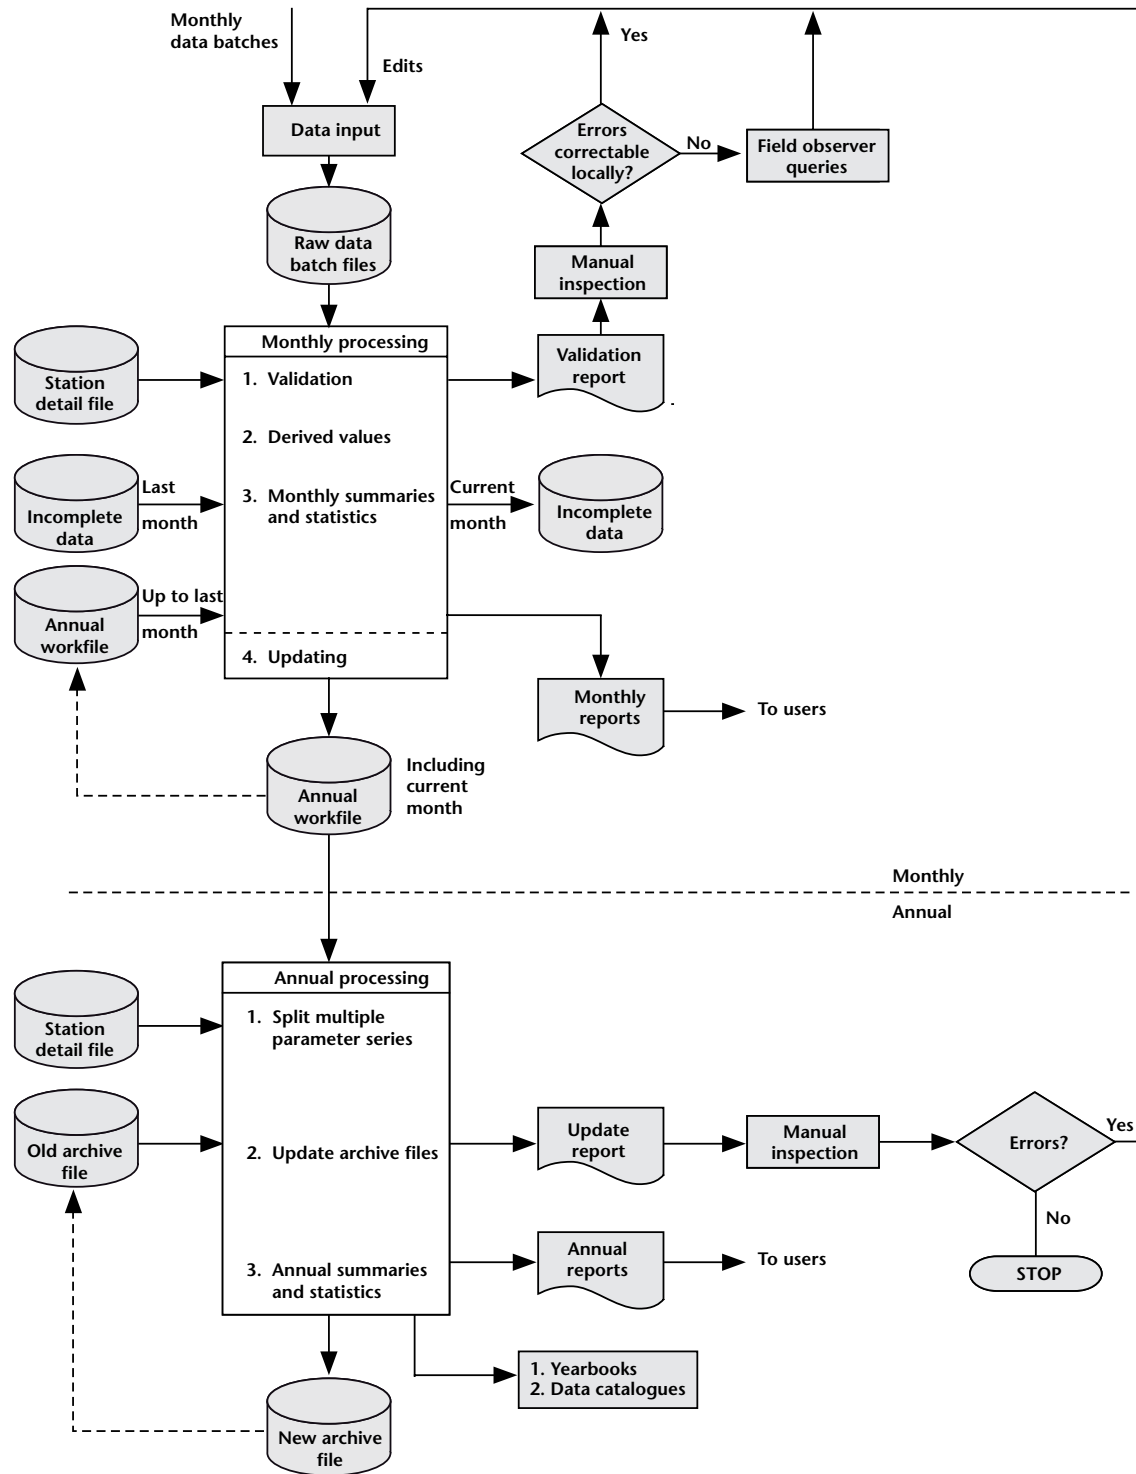 Monthly
data batches
Edits
Yes
Data input
Errors
correctable
locally?
No
Field observer
queries
Raw data
batch files
Manual
inspection
Monthly processing
Station
detail file
1. Validation
Validation
report
2. Derived values
Incomplete
data
Last
month
3. Monthly summaries
and statistics
Current
month
Incomplete
data
Annual
workfile
Up to last
month
4. Updating
Monthly
reports
To users
Annual
workfile
Including
current
month
Monthly
Annual
Annual processing
Station
detail file
1. Split multiple
parameter series
Old archive
file
2. Update archive files
Update
report
Manual
inspection
Errors?
Yes
No
STOP
3. Annual summaries
and statistics
Annual
reports
To users
1. Yearbooks
2. Data catalogues
New archive
file